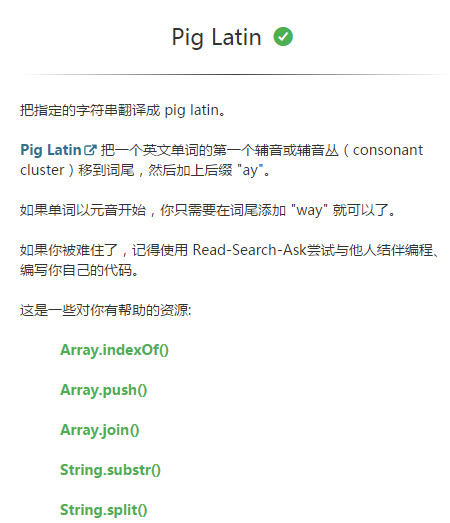 Pig Latin
把指定的字符串翻译成 pig latin。
Pig Latin 把一个英文单词的第一个辅音或辅音丛（consonant
cluster）移到词尾，然后加上后缀 "ay"。
如果单词以元音开始，你只需要在词尾添加 "way" 就可以了。
如果你被难住了，记得使用 Read-Search-Ask尝试与他人结伴编程、
编写你自己的代码。
这是一些对你有帮助的资源:
Array.indexOf()
Array.push()
Array.join()
String.substr()
String.split()